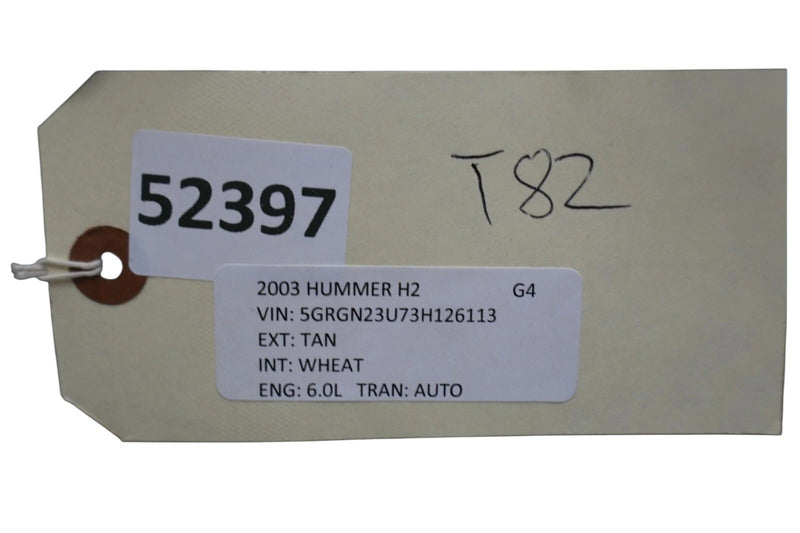 52397
T82
2003 HUMMER H2 G4
VIN: 5GRGN23U73H126113
EXT: TAN
INT: WHEAT
ENG: 6.0L TRAN: AUTO